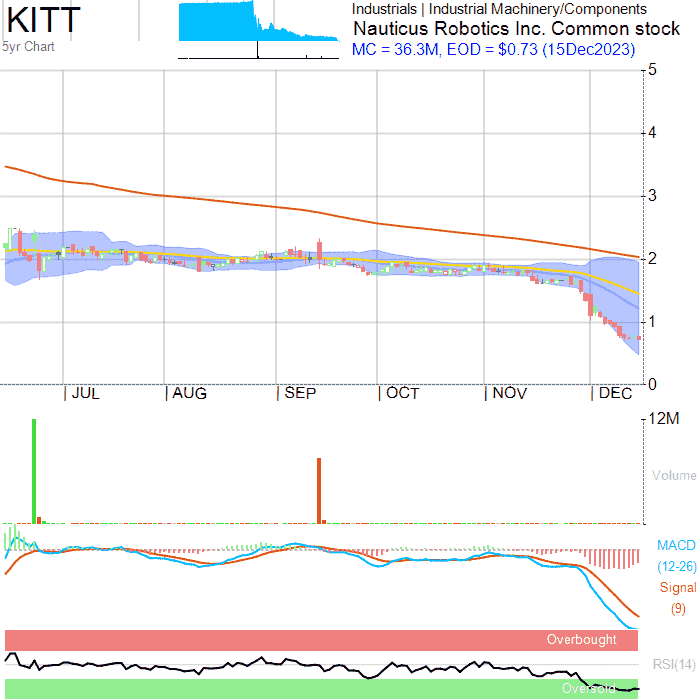 KITT
5yr Chart
Industrials | Industrial Machinery/Components
Nauticus Robotics Inc. Common stock
MC = 36.3M, EOD = $0.73 (15Dec2023)
5
4
3
2
1
0
JUL
AUG
SEP
OCT
NOV
DEC
12M
Volume
MACD
(12-26)
Signal
(9)
Overbought
RSI(14)
Oversold